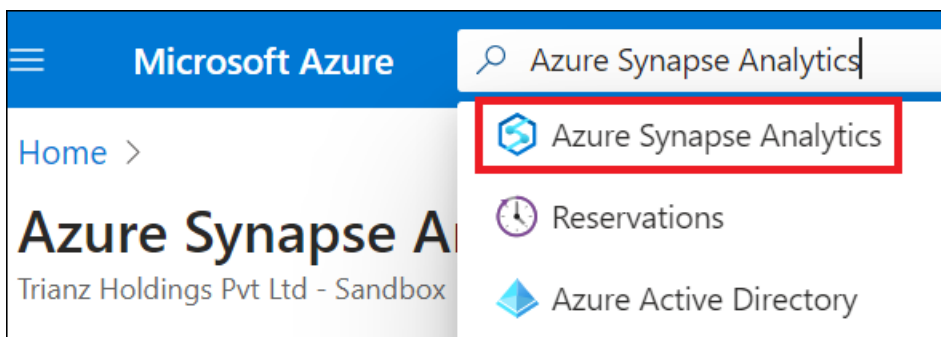 Microsoft Azure
Azure Synapse Analytics
Azure Synapse Analytics
Home >
Reservations
Azure Synapse A
Trianz Holdings Pvt Ltd - Sandbox
Azure Active Directory